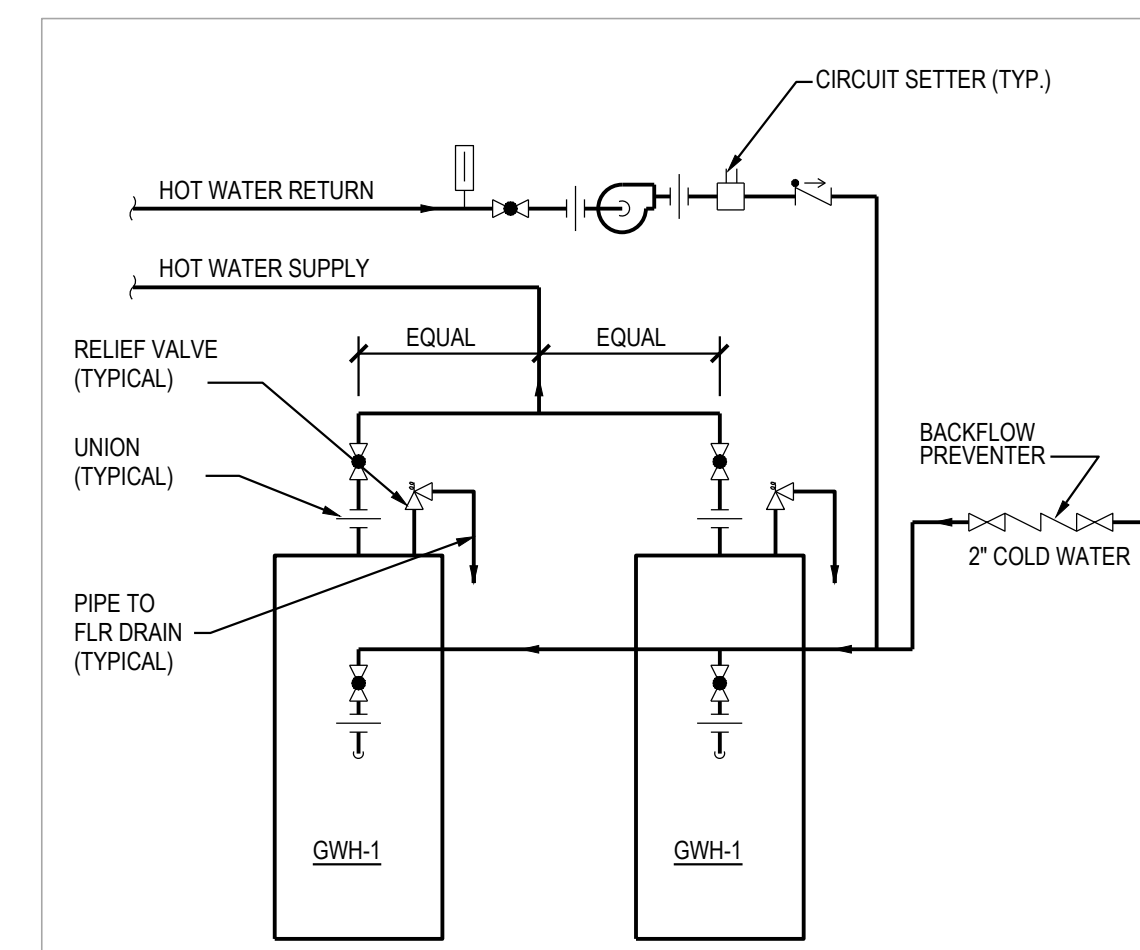 CIRCUIT SETTER (TYP.)
HOT WATER RETURN
HOT WATER SUPPLY
EQUAL
EQUAL
RELIEF VALVE
(TYPICAL)
UNION
(TYPICAL)
BACKFLOW
PREVENTER
2" COLD WATER
PIPE TO
FLR DRAIN
(TYPICAL)
GWH-1
GWH-1